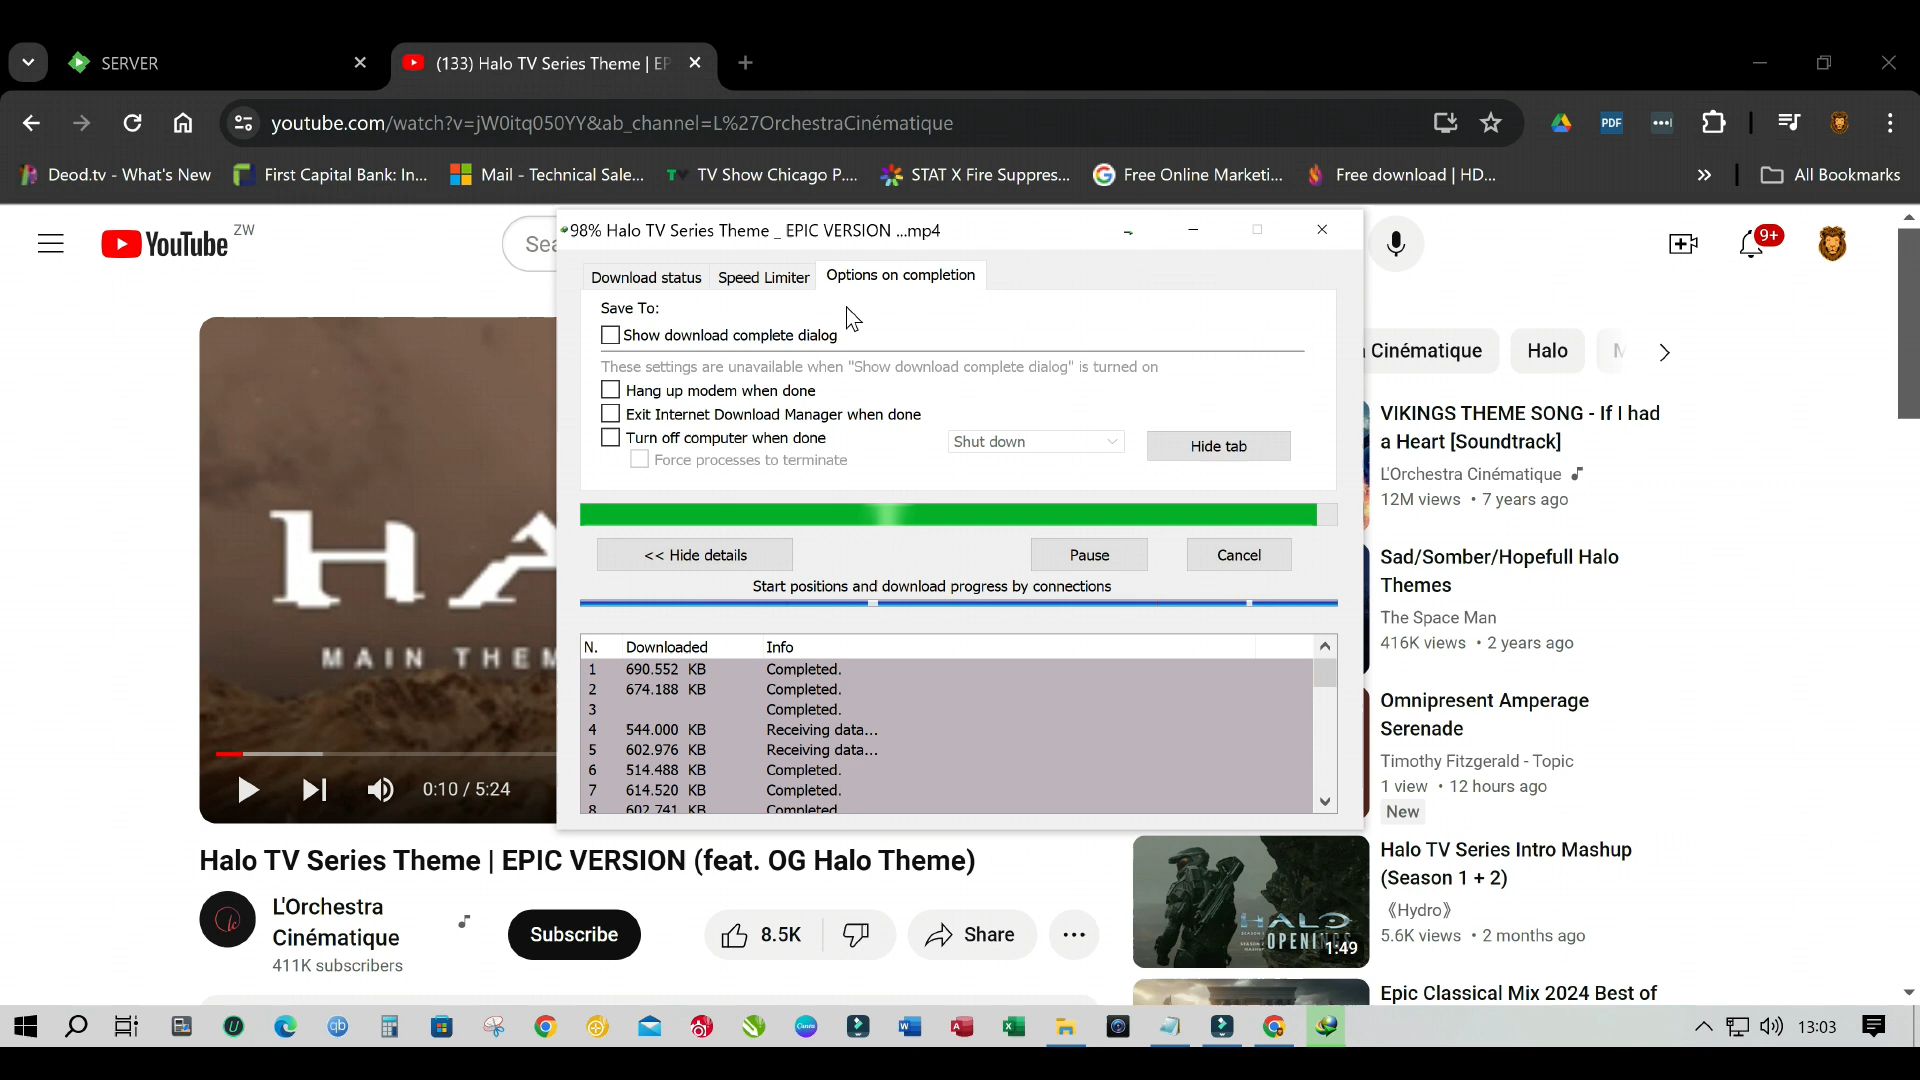 SERVER
(133) Halo TV Series Theme | EP
youtube.com/watch?v=jW0itq050YY&ab_channel=L%27OrchestraCinématique
PDF
Deod.tv - What's New
First Capital Bank: In...
Mail - Technical Sale...
TV Show Chicago P....
STAT X Fire Suppres...
Free Online Marketi...
Free download | HD...
All Bookmarks
YouTube ZW
Sea
9+
98% Halo TV Series Theme _ EPIC VERSION ...mp4
Download status
Speed Limiter
Options on completion
Save To:
Show download complete dialog
These settings are unavailable when "Show download complete dialog" is turned on
Hang up modem when done
Exit Internet Download Manager when done
Turn off computer when done
Shut down
Hide tab
Force processes to terminate
<< Hide details
Pause
Cancel
Start positions and download progress by connections
N. Downloaded Info
1 690.552 KB Completed.
2 674.188 KB Completed.
3 Completed.
4 544.000 KB Receiving data...
5 602.976 KB Receiving data...
6 514.488 KB Completed.
7 614.520 KB Completed.
8 602.741 KB Completed
HA
MAIN THEM
0:10 / 5:24
Halo TV Series Theme | EPIC VERSION (feat. OG Halo Theme)
L'Orchestra
Cinématique
411K subscribers
Subscribe
8.5K
Share
Cinématique
Halo
VIKINGS THEME SONG - If I had
a Heart [Soundtrack]
L'Orchestra Cinématique
12M views • 7 years ago
Sad/Somber/Hopefull Halo
Themes
The Space Man
416K views • 2 years ago
Omnipresent Amperage
Serenade
Timothy Fitzgerald - Topic
1 view • 12 hours ago
New
HALO
OPENINGS
1:49
Halo TV Series Intro Mashup
(Season 1 + 2)
《Hydro》
5.6K views • 2 months ago
Epic Classical Mix 2024 Best of
13:03